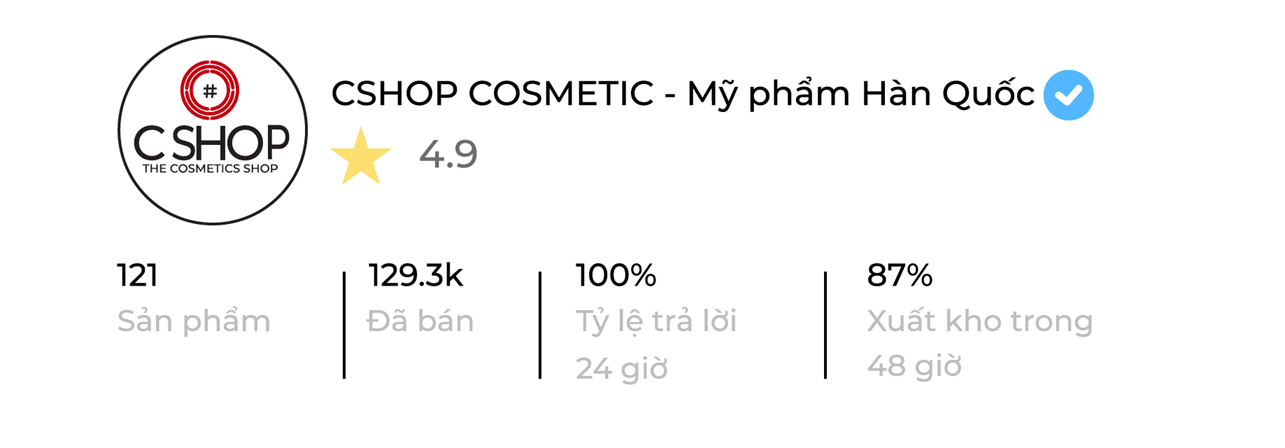 #
C SHOP
THE COSMETICS SHOP
CSHOP COSMETIC - Mỹ phẩm Hàn Quốc
4.9
121
Sản phẩm
129.3k
Đã bán
100%
Tỷ lệ trả lời
24 giờ
87%
Xuất kho trong
48 giờ